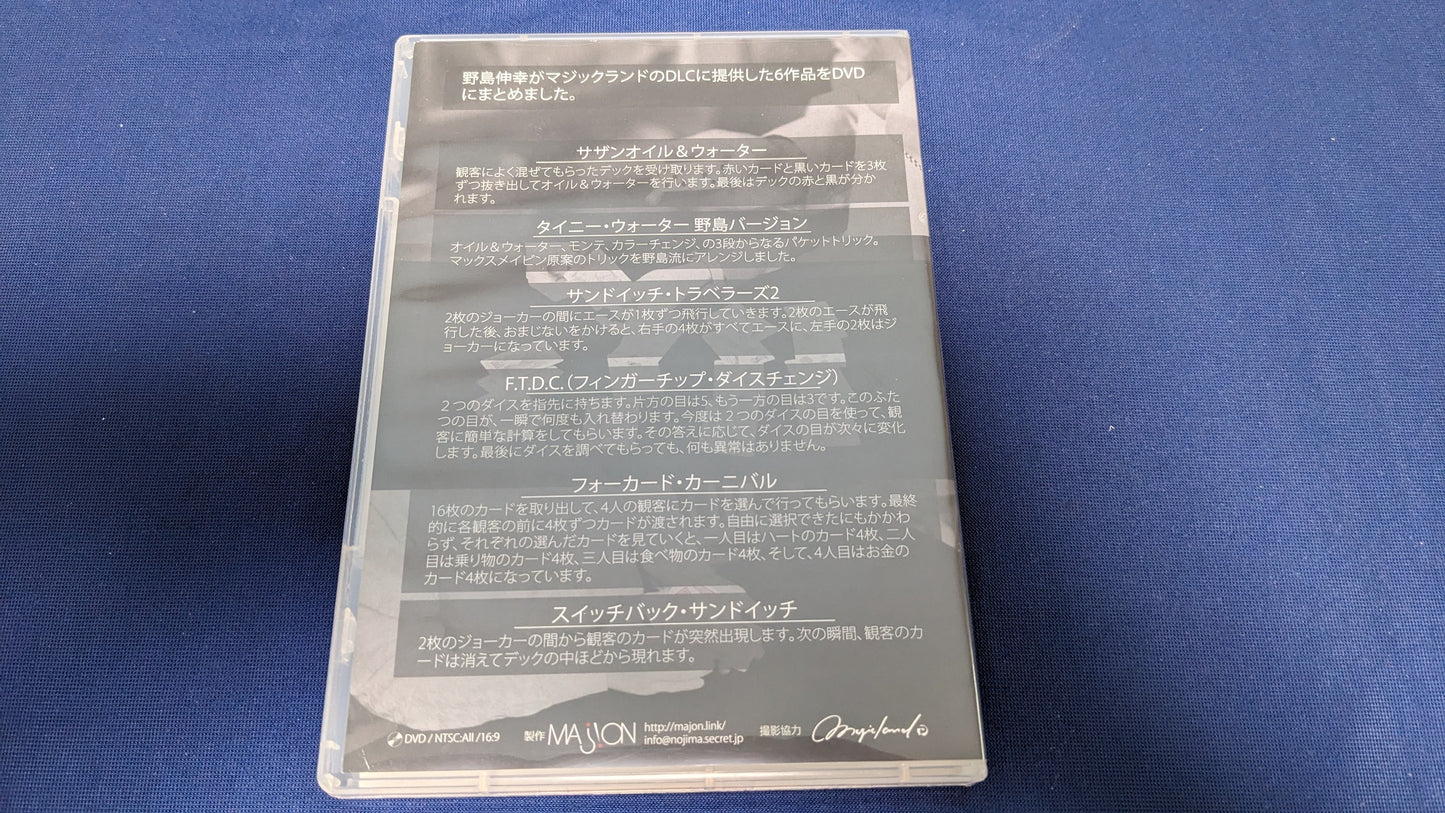 野島伸幸がマジックランドのDLCに提供した6作品をDVD
にまとめました。
サザンオイル＆ウォーター
観客によく混ぜてもらったデックを受け取ります。赤いカードと黒いカードを3枚
ずつ抜き出してオイル＆ウォーターを行います。最後はデックの赤と黒が分か
れます。
タイニー・ウォーター 野島バージョン
オイル＆ウォーター、モンテ、カラーチェンジ、の3段からなるパケットトリック。
マックスメイビン原案のトリックを野島流にアレンジしました。
サンドイッチ・トラベラーズ2
2枚のジョーカーの間にエースが1枚ずつ飛行していきます。2枚のエースが飛
行した後、おまじないをかけると、右手の4枚がすべてエースに、左手の2枚はジ
ョーカーになっています。
F.T.D.C.（フィンガーチップ・ダイスチェンジ）
２つのダイスを指先に持ちます。片方の目は5、もう一方の目は3です。このふた
つの目が、一瞬で何度も入れ替わります。今度は２つのダイスの目を使って、観
客に簡単な計算をしてもらいます。その答えに応じて、ダイスの目が次々に変化
します。最後にダイスを調べてもらっても、何も異常はありません。
フォーカード・カーニバル
16枚のカードを取り出して、4人の観客にカードを選んで行ってもらいます。最終
的に各観客の前に4枚ずつカードが渡されます。自由に選択できたにもかかわ
らず、それぞれの選んだカードを見ていくと、一人目はハートのカード4枚、二人
目は乗り物のカード4枚、三人目は食べ物のカード4枚、そして、4人目はお金の
カード4枚になっています。
スイッチバック・サンドイッチ
2枚のジョーカーの間から観客のカードが突然出現します。次の瞬間、観客のカ
ードは消えてデックの中ほどから現れます。
DVD / NTSC:All /16:9
製作 MAJION
http://majon.link/
info@nojima.secret.jp
撮影協力 Magicland